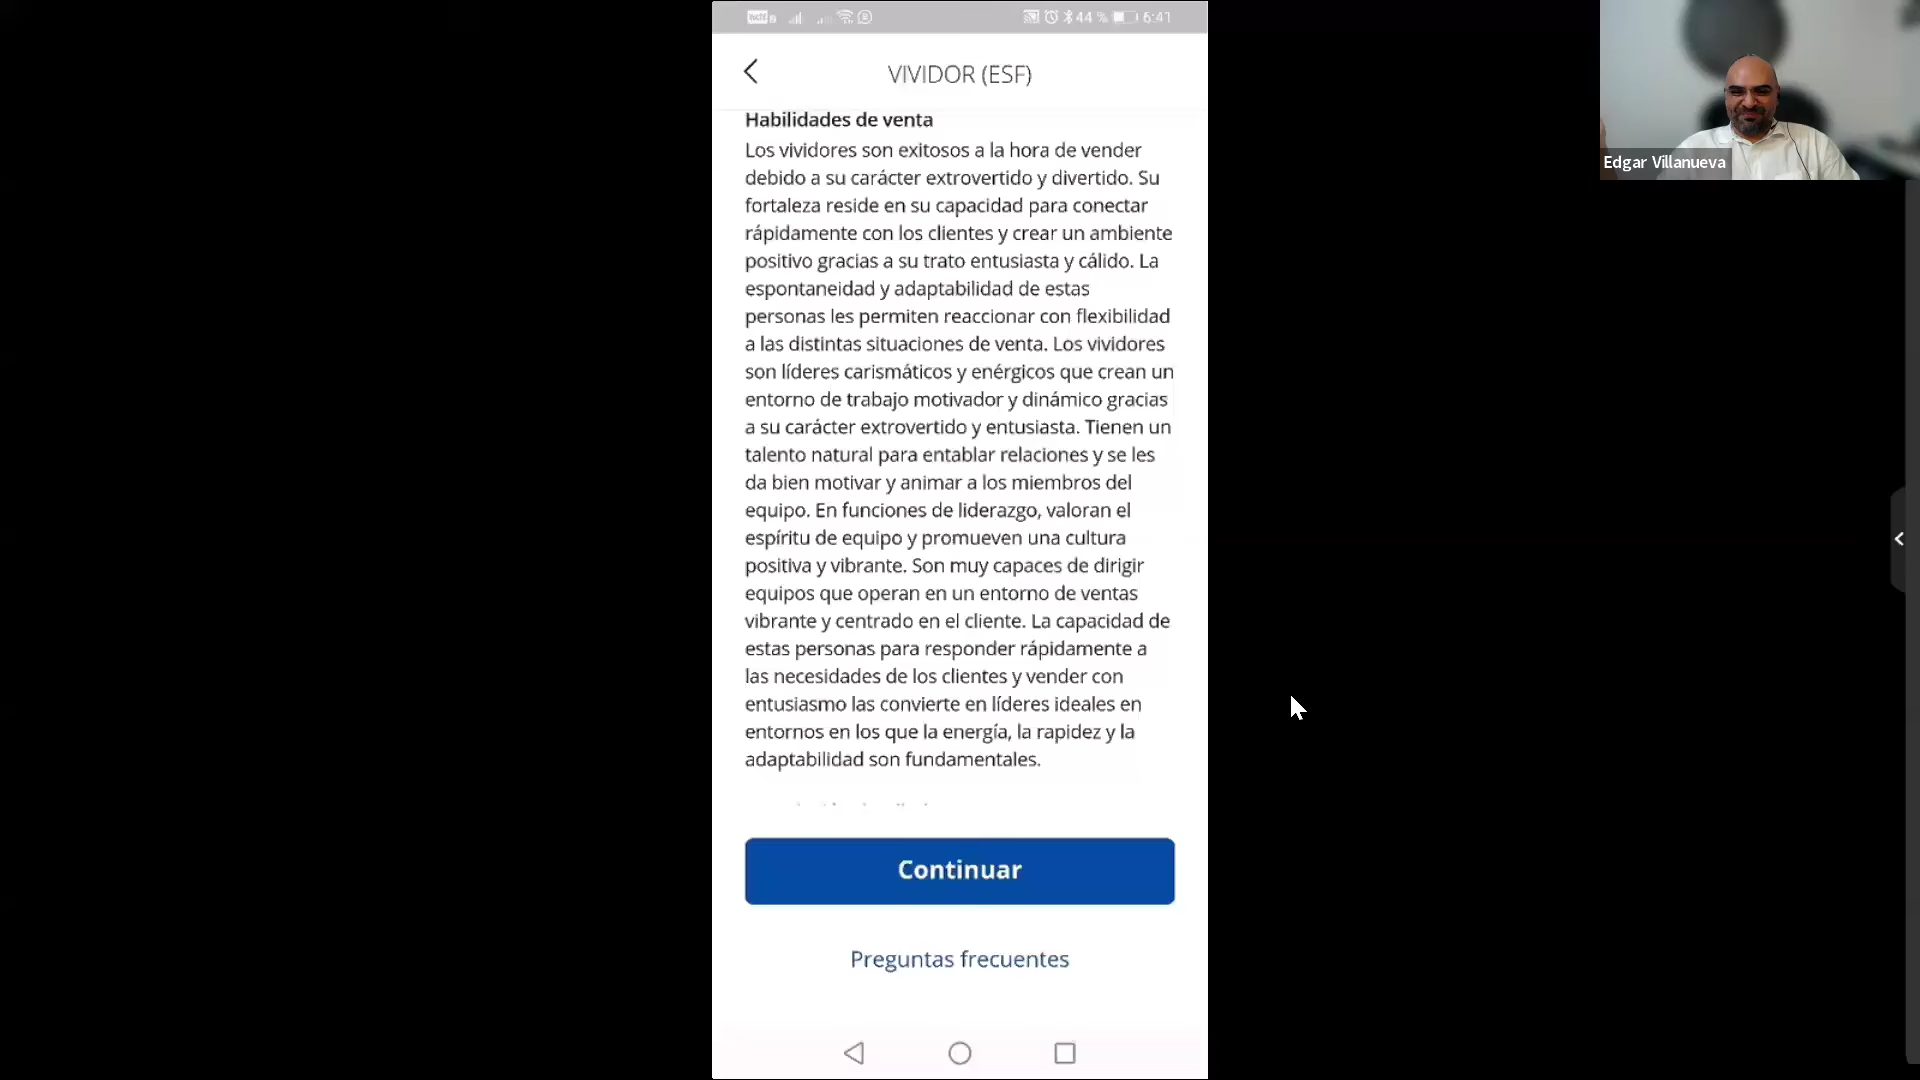 44 % 6:41
VIVIDOR (ESF)
Habilidades de venta
Los vividores son exitosos a la hora de vender
debido a su carácter extrovertido y divertido. Su
fortaleza reside en su capacidad para conectar
rápidamente con los clientes y crear un ambiente
positivo gracias a su trato entusiasta y cálido. La
espontaneidad y adaptabilidad de estas
personas les permiten reaccionar con flexibilidad
a las distintas situaciones de venta. Los vividores
son líderes carismáticos y enérgicos que crean un
entorno de trabajo motivador y dinámico gracias
a su carácter extrovertido y entusiasta. Tienen un
talento natural para entablar relaciones y se les
da bien motivar y animar a los miembros del
equipo. En funciones de liderazgo, valoran el
espíritu de equipo y promueven una cultura
positiva y vibrante. Son muy capaces de dirigir
equipos que operan en un entorno de ventas
vibrante y centrado en el cliente. La capacidad de
estas personas para responder rápidamente a
las necesidades de los clientes y vender con
entusiasmo las convierte en líderes ideales en
entornos en los que la energía, la rapidez y la
adaptabilidad son fundamentales.
Continuar
Preguntas frecuentes
Edgar Villanueva